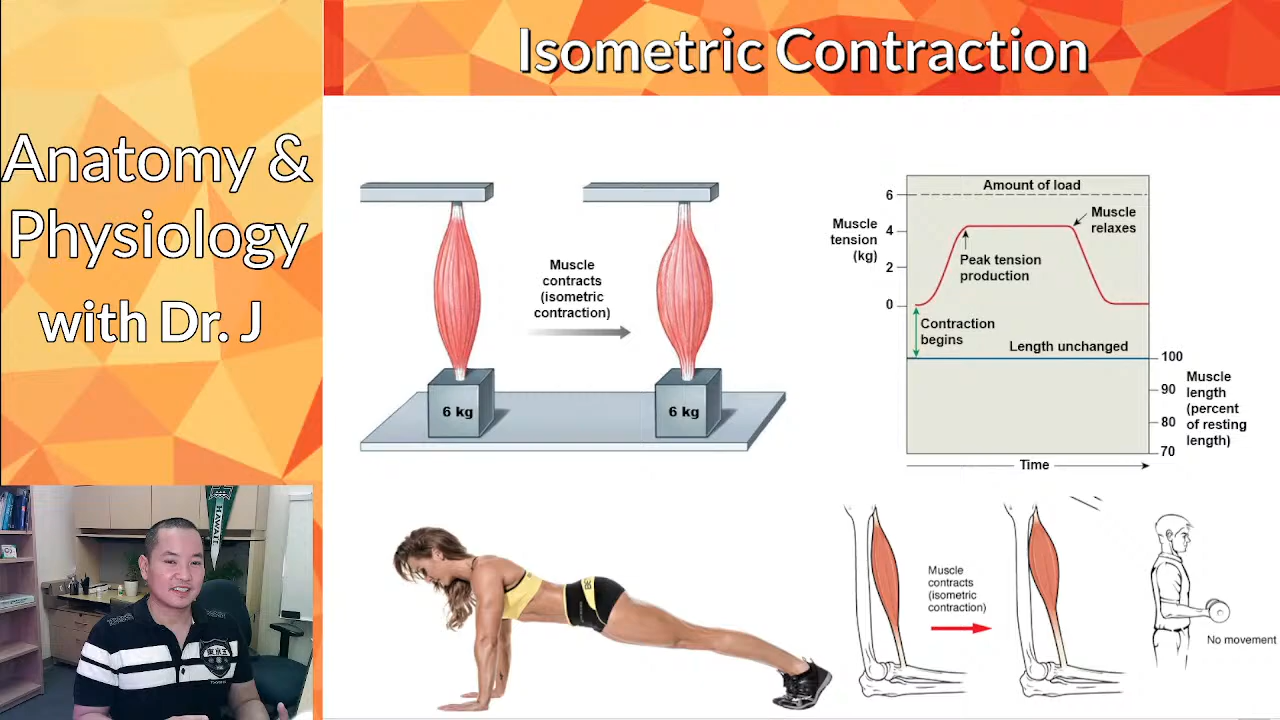 Isometric Contraction
Anatomy &
Physiology
with Dr. J
Muscle
contracts
(isometric
contraction)
6 kg
6 kg
Amount of load
6
4
2
0
Muscle
tension
(kg)
Muscle
relaxes
Peak tension
production
Contraction
begins
Length unchanged
100
90
80
70
Muscle
length
(percent
of resting
length)
Time
Muscle
contracts
(isometric
contraction)
No movement
HAWAII